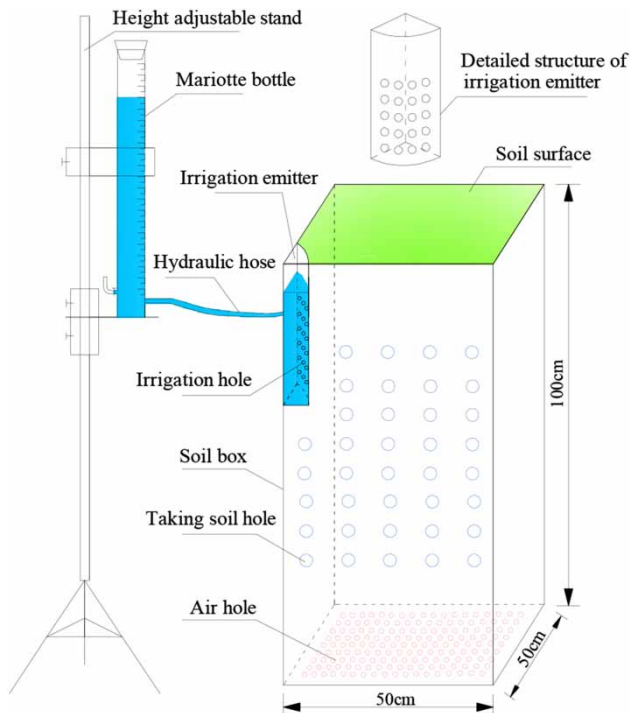 Height adjustable stand
Mariotte bottle
Detailed structure of
irrigation emitter
Soil surface
Irrigation emitter
Hydraulic hose
Irrigation hole
100cm
Soil box
Taking soil hole
Air hole
50cm
50cm